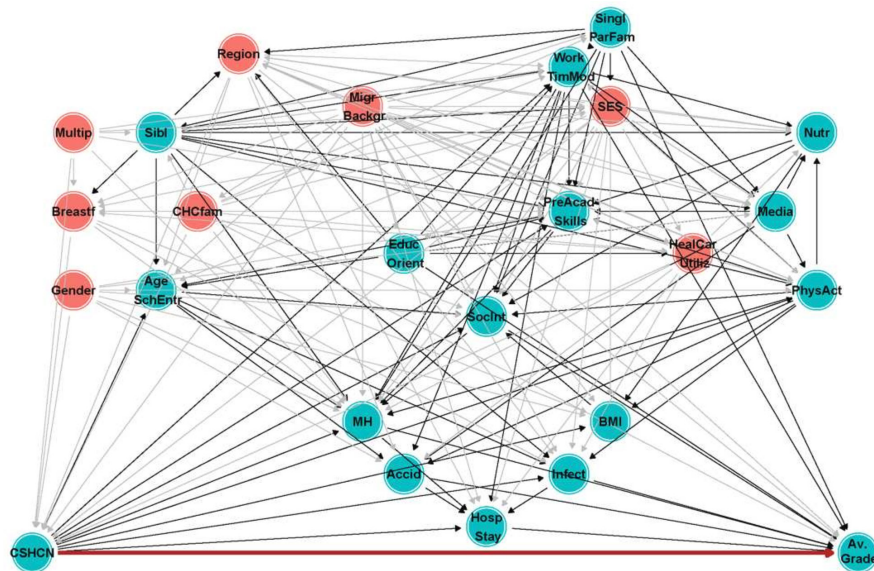 Singl
ParFam
Region
Work
TimMod
Migr
Backgr.
SES
Multip
Sibl
Nutr
Breastf
CHCfam
PreAcad
Skills
Media
Educ
Orient
HealCar
Utiliz
Gender
Age
SchEntr
PhysAct
SocInt
MH
BMI
Accid
Infect
Hosp
Stay
CSHCN
Av.
Grade